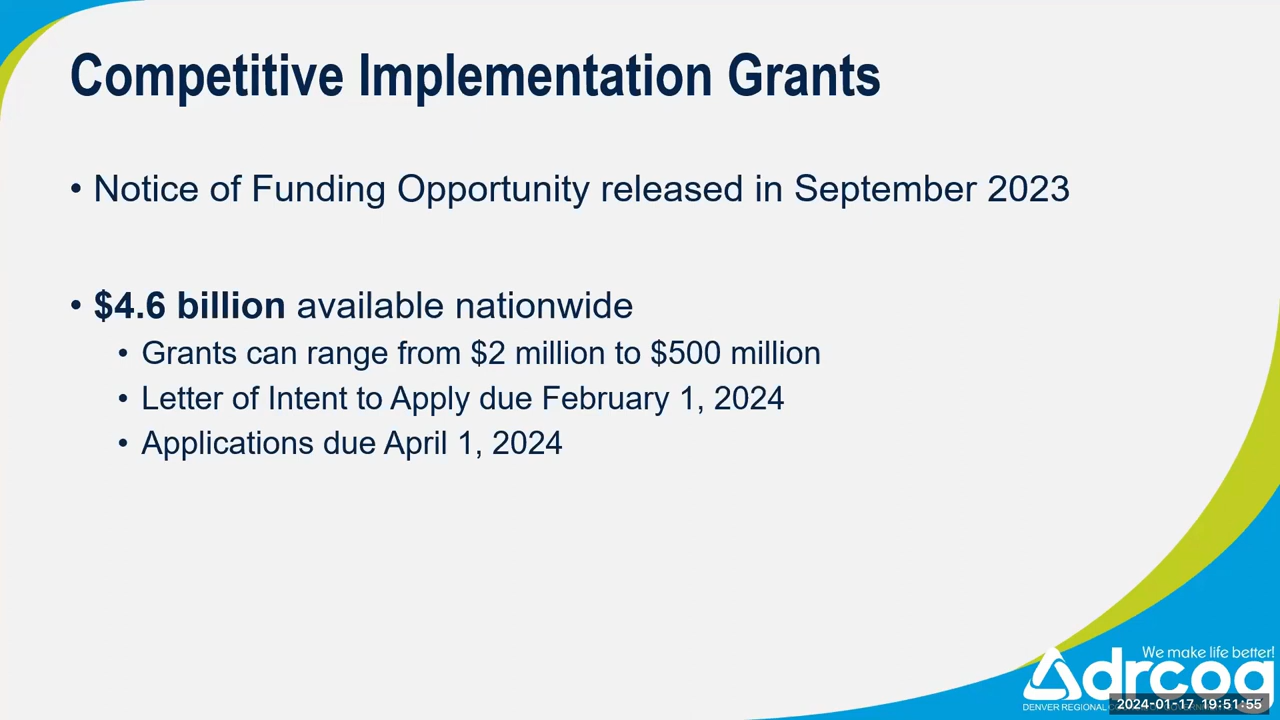 Competitive Implementation Grants
• Notice of Funding Opportunity released in September 2023
• $4.6 billion available nationwide
• Grants can range from $2 million to $500 million
• Letter of Intent to Apply due February 1, 2024
• Applications due April 1, 2024
We make life better!
drcog
DENVER REGIONAL
2024-01-17 19:51:55